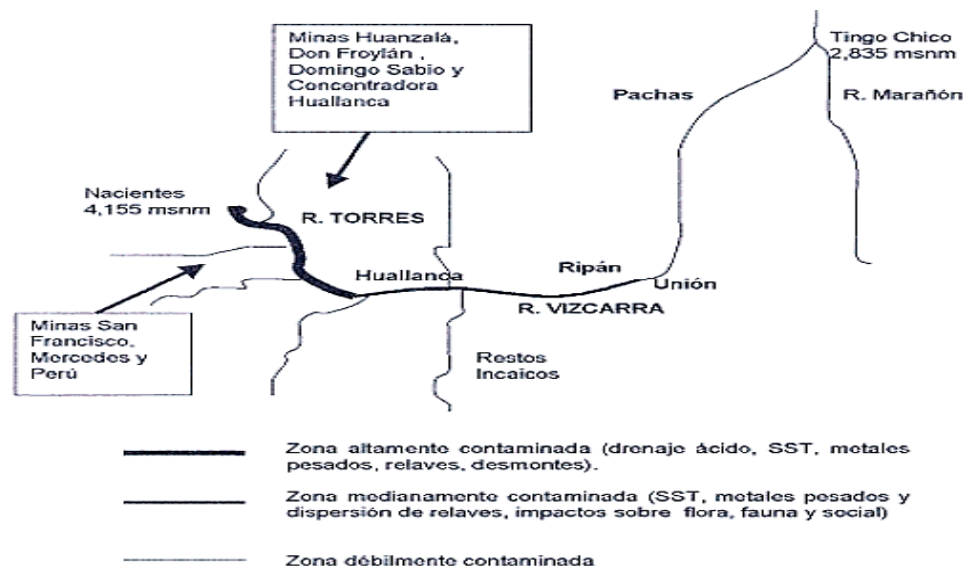 Minas Huanzalá,
Don Froylán ,
Domingo Sabio y
Concentradora
Huallanca
Tingo Chico
2,835 msnm
Pachas
R. Marañón
Nacientes
4,155 msnm
R. TORRES
Huallanca
Ripán
Unión
R. VIZCARRA
Minas San
Francisco,
Mercedes y
Perú
Restos
Incaicos
Zona altamente contaminada (drenaje ácido, SST, metales
pesados, relaves, desmontes).
Zona medianamente contaminada (SST, metales pesados y
dispersión de relaves, impactos sobre flora, fauna y social)
Zona débilmente contaminada